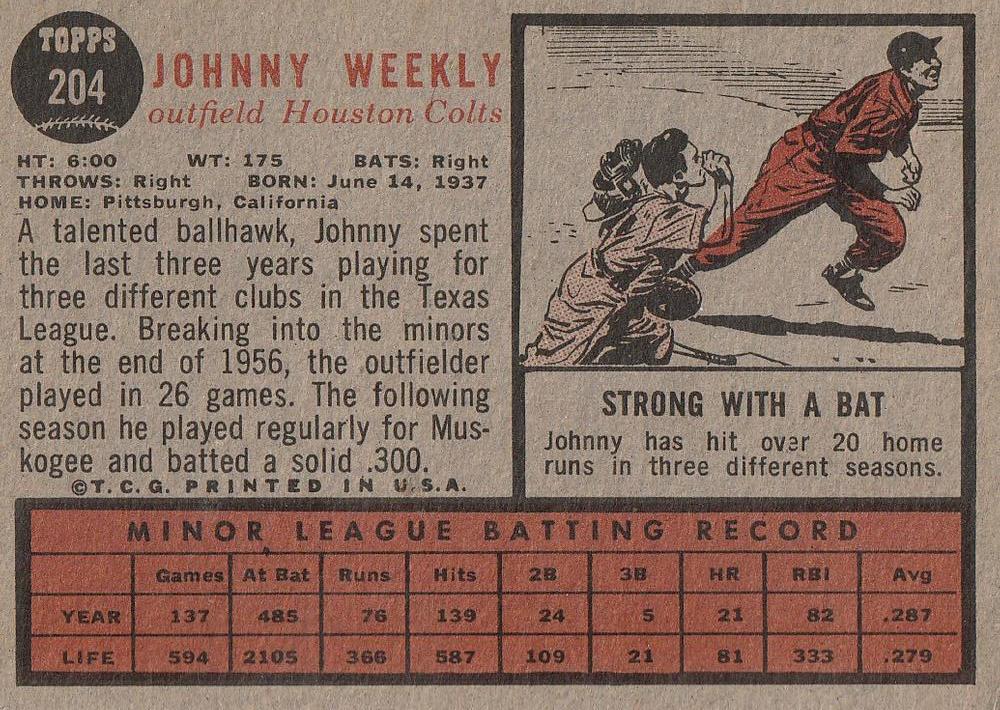 TOPPS
204
JOHNNY WEEKLY
outfield Houston Colts
HT: 6:00 WT: 175 BATS: Right
THROWS: Right BORN: June 14, 1937
HOME: Pittsburgh, California
A talented ballhawk, Johnny spent
the last three years playing for
three different clubs in the Texas
League. Breaking into the minors
at the end of 1956, the outfielder
played in 26 games. The following
season he played regularly for Mus-
kogee and batted a solid .300.
©T.C.G. PRINTED IN U.S.A.
STRONG WITH A BAT
Johnny has hit over 20 home
runs in three different seasons.
MINOR LEAGUE BATTING RECORD
Games At Bat Runs Hits 2B 3B HR RBI Avg
YEAR 137 485 76 139 24 5 21 82 .287
LIFE 594 2105 366 587 109 21 81 333 .279